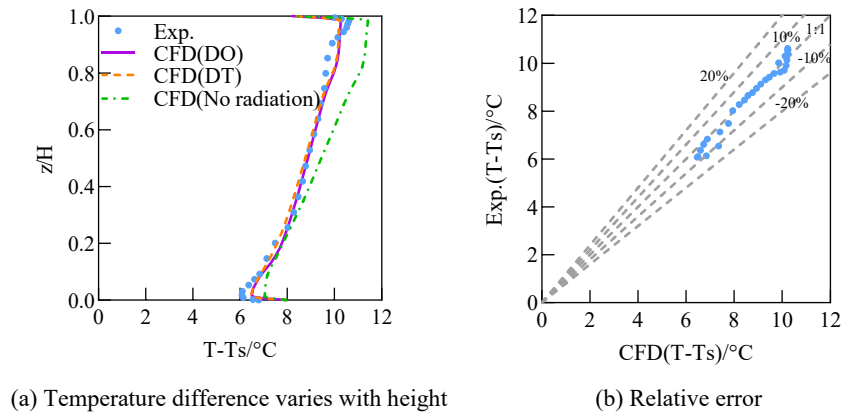 1.0
0.8
0.6
0.4
0.2
0.0
z/H
Exp.
CFD(DO)
CFD(DT)
CFD(No radiation)
0 2 4 6 8 10 12
T-Ts/°C
(a) Temperature difference varies with height
12
10
8
6
4
2
0
Exp.(T-Ts)/°C
20%
10%
1:1
-10%
-20%
0 2 4 6 8 10 12
CFD(T-Ts)/°C
(b) Relative error